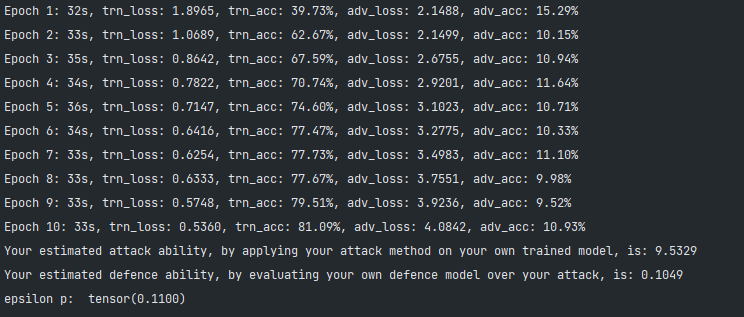 Epoch 1: 32s, trn_loss: 1.8965, trn_acc: 39.73%, adv_loss: 2.1488, adv_acc: 15.29%
Epoch 2: 33s, trn_loss: 1.0689, trn_acc: 62.67%, adv_loss: 2.1499, adv_acc: 10.15%
Epoch 3: 35s, trn_loss: 0.8642, trn_acc: 67.59%, adv_loss: 2.6755, adv_acc: 10.94%
Epoch 4: 34s, trn_loss: 0.7822, trn_acc: 70.74%, adv_loss: 2.9201, adv_acc: 11.64%
Epoch 5: 36s, trn_loss: 0.7147, trn_acc: 74.60%, adv_loss: 3.1023, adv_acc: 10.71%
Epoch 6: 34s, trn_loss: 0.6416, trn_acc: 77.47%, adv_loss: 3.2775, adv_acc: 10.33%
Epoch 7: 33s, trn_loss: 0.6254, trn_acc: 77.73%, adv_loss: 3.4983, adv_acc: 11.10%
Epoch 8: 33s, trn_loss: 0.6333, trn_acc: 77.67%, adv_loss: 3.7551, adv_acc: 9.98%
Epoch 9: 33s, trn_loss: 0.5748, trn_acc: 79.51%, adv_loss: 3.9236, adv_acc: 9.52%
Epoch 10: 33s, trn_loss: 0.5360, trn_acc: 81.09%, adv_loss: 4.0842, adv_acc: 10.93%
Your estimated attack ability, by applying your attack method on your own trained model, is: 9.5329
Your estimated defence ability, by evaluating your own defence model over your attack, is: 0.1049
epsilon p:  tensor(0.1100)